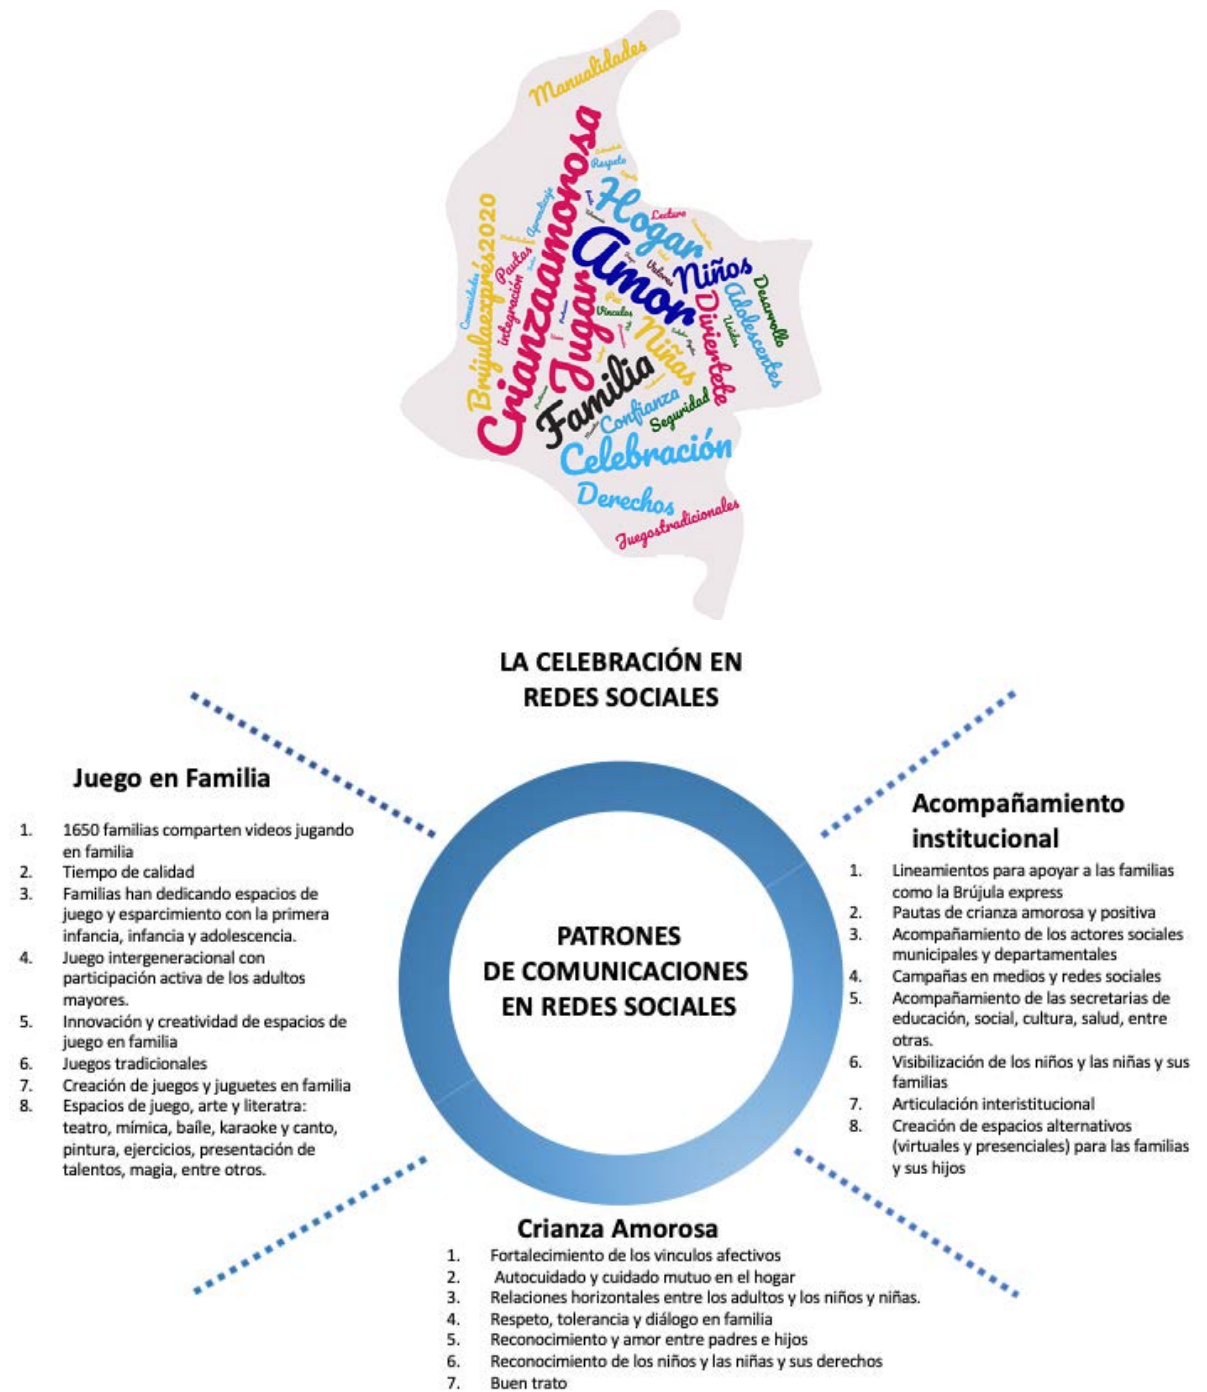 Manualidades
Crianzaamorosa
Respeto
Hogar
Lectura
Aprendizaje
Brújulaexprés2020
Comunidades
Pautas
integración
Amor
Valores
Niños
Desarrollo
Adolescentes
Diviertete
Unidos
Jugar
Vinculos
Niñas
Familia
Confianza
Seguridad
Celebración
Derechos
Juegostradicionales
LA CELEBRACIÓN EN
REDES SOCIALES
Juego en Familia
1. 1650 familias comparten videos jugando
en familia
2. Tiempo de calidad
3. Familias han dedicando espacios de
juego y esparcimiento con la primera
infancia, infancia y adolescencia.
4. Juego intergeneracional con
participación activa de los adultos
mayores.
5. Innovación y creatividad de espacios de
juego en familia
6. Juegos tradicionales
7. Creación de juegos y juguetes en familia
8. Espacios de juego, arte y literatra:
teatro, mímica, baíle, karaoke y canto,
pintura, ejercicios, presentación de
talentos, magia, entre otros.
PATRONES
DE COMUNICACIONES
EN REDES SOCIALES
Acompañamiento
institucional
1. Lineamientos para apoyar a las familias
como la Brújula express
2. Pautas de crianza amorosa y positiva
3. Acompañamiento de los actores sociales
municipales y departamentales
4. Campañas en medios y redes sociales
5. Acompañamiento de las secretarias de
educación, social, cultura, salud, entre
otras.
6. Visibilización de los niños y las niñas y sus
familias
7. Articulación interistitucional
8. Creación de espacios alternativos
(virtuales y presenciales) para las familias
y sus hijos
Crianza Amorosa
1. Fortalecimiento de los vinculos afectivos
2. Autocuidado y cuidado mutuo en el hogar
3. Relaciones horizontales entre los adultos y los niños y niñas.
4. Respeto, tolerancia y diálogo en familia
5. Reconocimiento y amor entre padres e hijos
6. Reconocimiento de los niños y las niñas y sus derechos
7. Buen trato